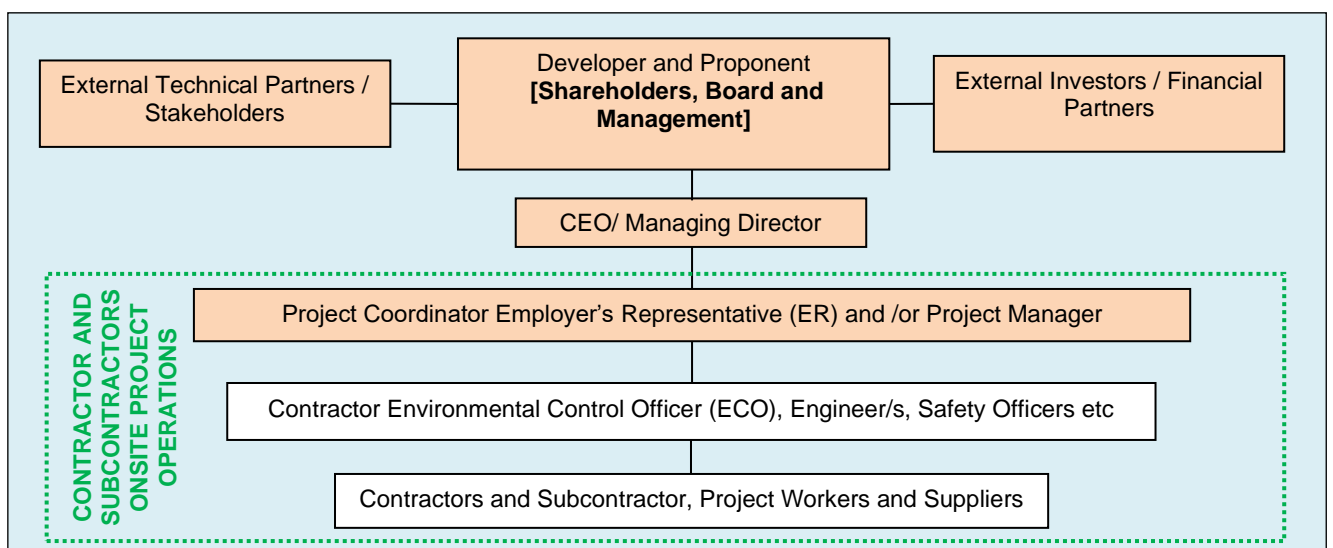 External Technical Partners /
Stakeholders
Developer and Proponent
[Shareholders, Board and
Management]
External Investors / Financial
Partners
CEO/ Managing Director
CONTRACTOR AND
SUBCONTRACTORS
ONSITE PROJECT
OPERATIONS
Project Coordinator Employer's Representative (ER) and /or Project Manager
Contractor Environmental Control Officer (ECO), Engineer/s, Safety Officers etc
Contractors and Subcontractor, Project Workers and Suppliers